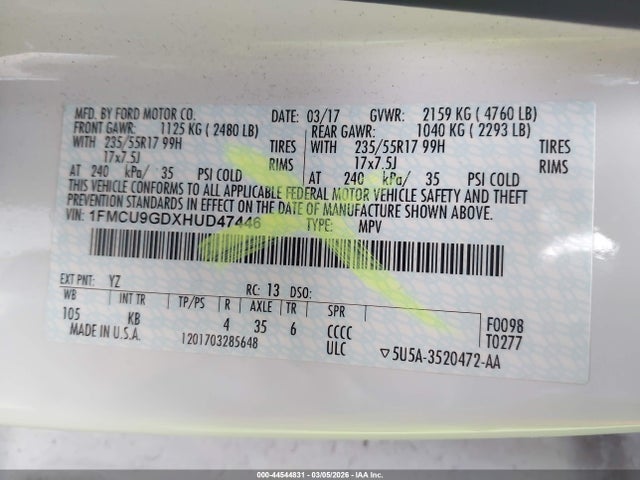 MFD. BY FORD MOTOR CO. DATE: 03/17 GVWR: 2159 KG ( 4760 LB)
FRONT GAWR: 1125 KG ( 2480 LB) REAR GAWR: 1040 KG ( 2293 LB)
WITH 235/55R17 99H TIRES WITH 235/55R17 99H TIRES
17x7.5J RIMS 17x7.5J RIMS
AT 240 kPa/ 35 PSI COLD AT 240 kPa/ 35 PSI COLD
THIS VEHICLE CONFORMS TO ALL APPLICABLE FEDERAL MOTOR VEHICLE SAFETY AND THEFT
PREVENTION STANDARDS IN EFFECT ON THE DATE OF MANUFACTURE SHOWN ABOVE.
VIN: 1FMCU9GDXHUD47446 TYPE: MPV
EXT PNT: YZ RC: 13 DSO:
WB INT TR TP/PS R AXLE TR SPR
105 KB 4 35 6 CCCC F0098
MADE IN U.S.A. 1201703285648 ULC T0277
▽5U5A-3520472-AA
000-44544831 - 03/05/2026 - IAA Inc.